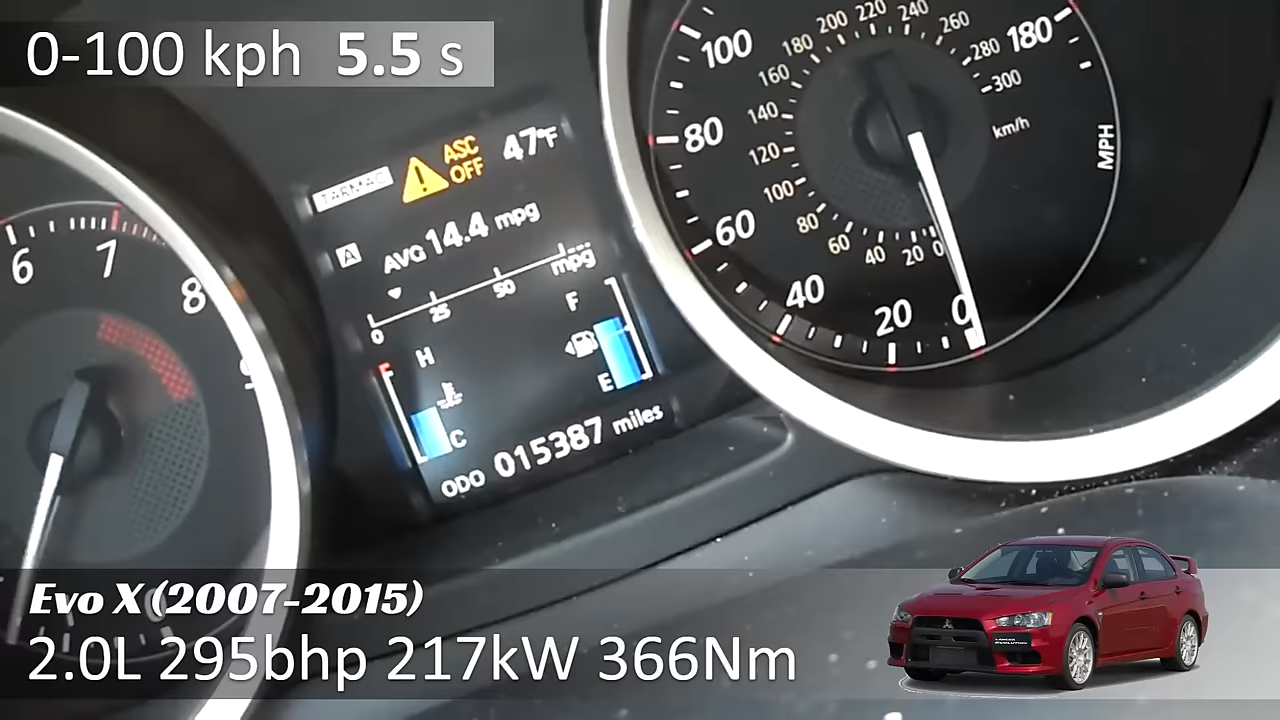 0-100 kph 5.5 s
TARMAC
ASC
OFF
47°F
A
AVG 14.4 mpg
mpg
0 25 50
H
C
F
E
ODO 015387 miles
6 7 8 9
0 20 40 60 80 100 180
MPH
0 20 40 60 80 100 120 140 160 180 200 220 240 260 280 300
km/h
Evo X (2007-2015)
2.0L 295bhp 217kW 366Nm